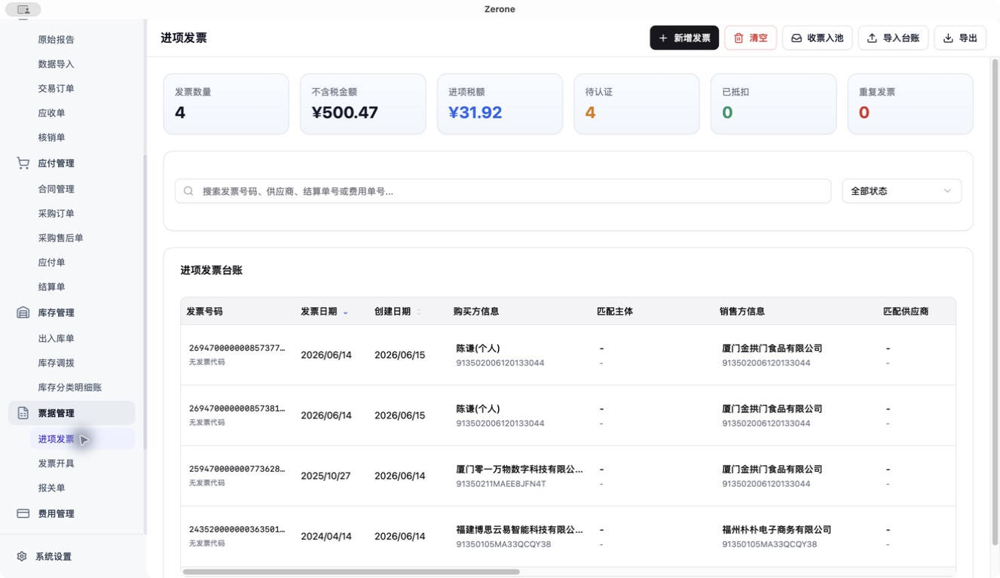 Zerone
原始报告
数据导入
交易订单
应收单
核销单
应付管理
合同管理
采购订单
采购售后单
应付单
结算单
库存管理
出入库单
库存调拨
库存分类明细账
票据管理
进项发票
发票开具
报关单
费用管理
系统设置
进项发票
新增发票
清空
收票入池
导入台账
导出
发票数量
4
不含税金额
¥500.47
进项税额
¥31.92
待认证
4
已抵扣
0
重复发票
0
搜索发票号码、供应商、结算单号或费用单号...
全部状态
进项发票台账
发票号码 发票日期 创建日期 购买方信息 匹配主体 销售方信息 匹配供应商
269470000000857377… 2026/06/14 2026/06/15 陈谦(个人) - 厦门金拱门食品有限公司 -
无发票代码 913502006120133044 - 913502006120133044 -
269470000000857381… 2026/06/14 2026/06/15 陈谦(个人) - 厦门金拱门食品有限公司 -
无发票代码 913502006120133044 - 913502006120133044 -
259470000000773628… 2025/10/27 2026/06/14 厦门零一万物数字科技有限公... - 厦门金拱门食品有限公司 -
无发票代码 91350211MAEE8JFN4T - 913502006120133044 -
243520000000363501… 2024/04/14 2026/06/14 福建博思云易智能科技有限公... - 福州朴朴电子商务有限公司 -
无发票代码 91350105MA33QCQY38 - 91350105MA33QCQY38 -